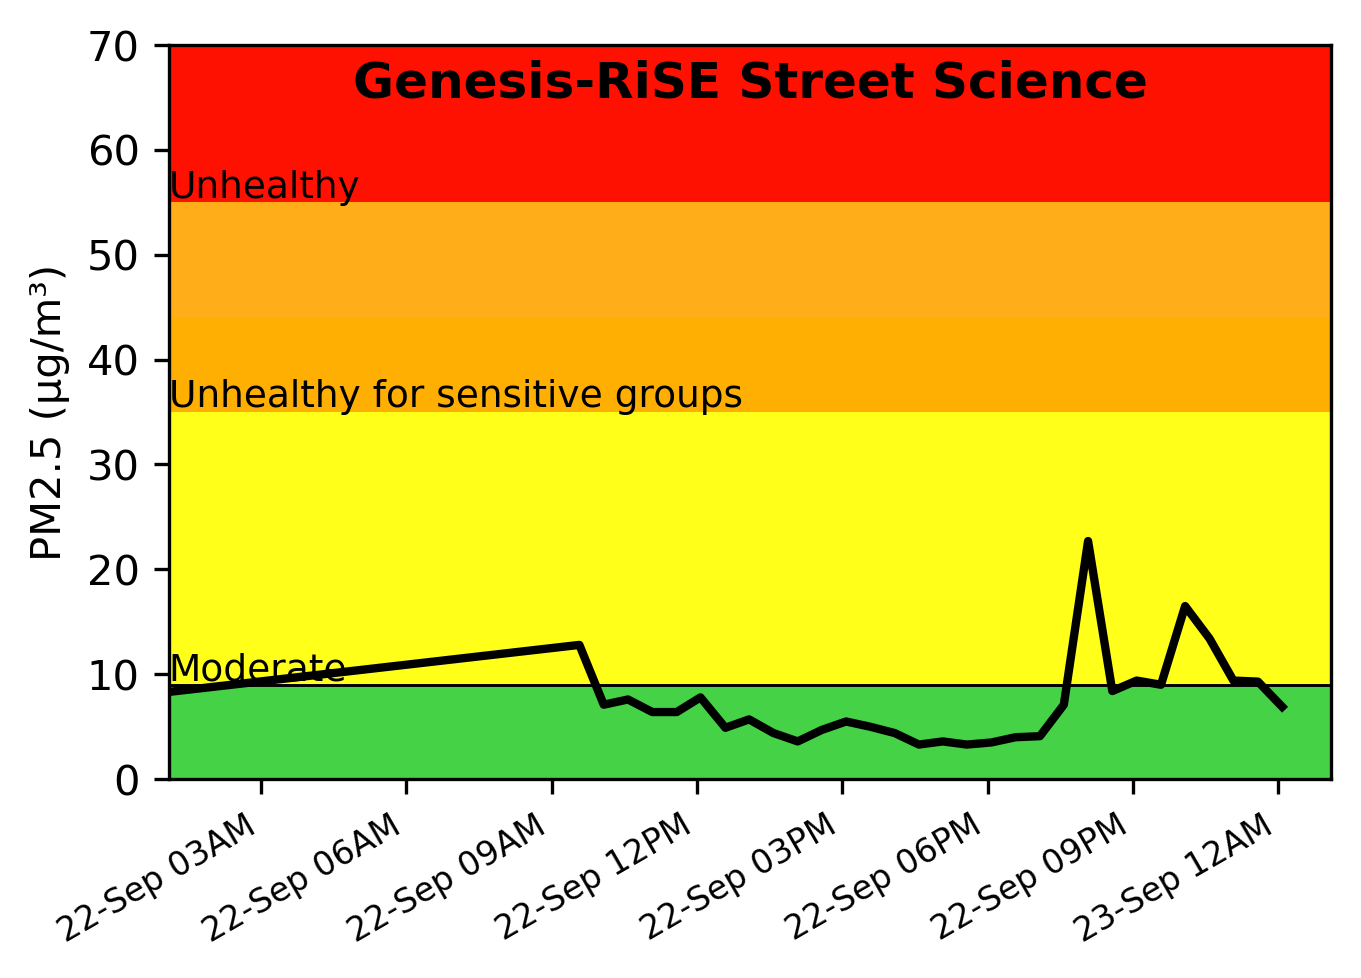 Genesis-RiSE Street Science
70
60
50
40
30
20
10
0
PM2.5 (µg/m³)
Unhealthy
Unhealthy for sensitive groups
Moderate
22-Sep 03AM
22-Sep 06AM
22-Sep 09AM
22-Sep 12PM
22-Sep 03PM
22-Sep 06PM
22-Sep 09PM
23-Sep 12AM